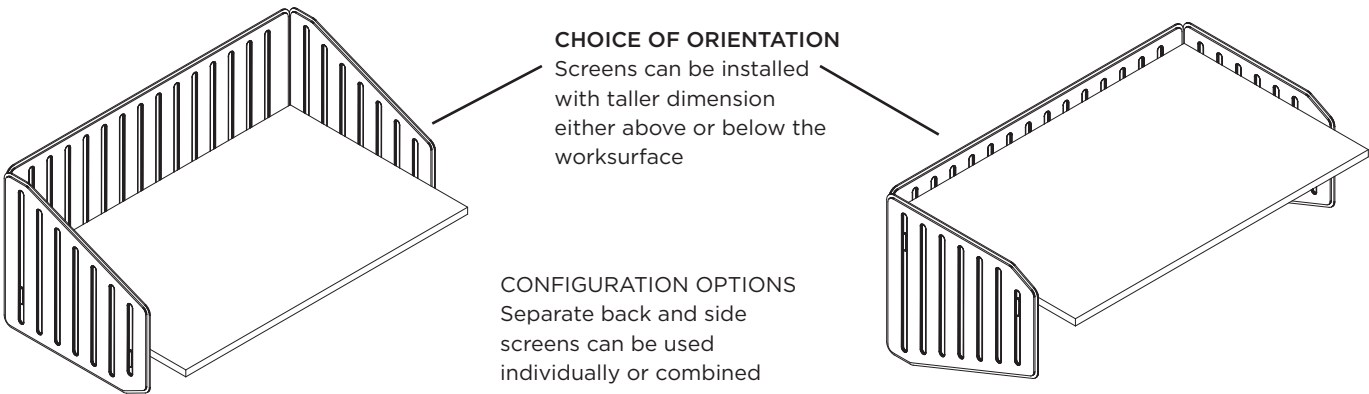 CHOICE OF ORIENTATION
Screens can be installed
with taller dimension
either above or below the
worksurface
CONFIGURATION OPTIONS
Separate back and side
screens can be used
individually or combined